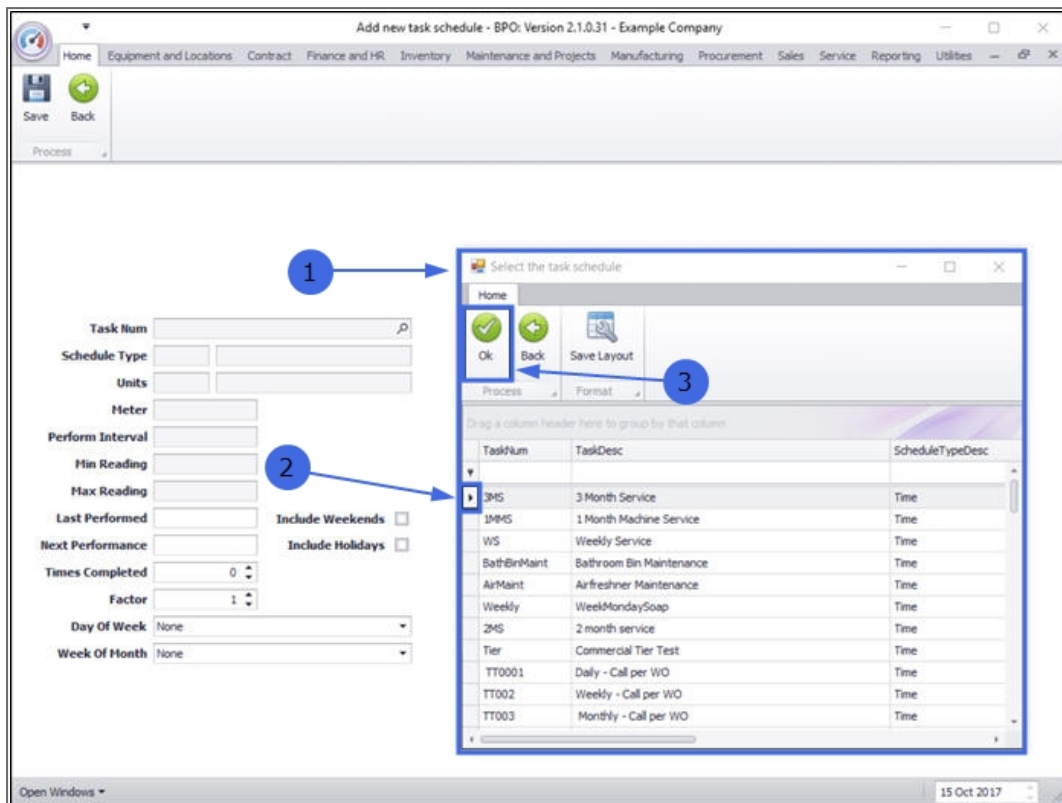 Add new task schedule - BPO: Version 2.1.0.31 - Example Company
Home Equipment and Locations Contract Finance and HR Inventory Maintenance and Projects Manufacturing Procurement Sales Service Reporting Utilities
Save Back
Process
1
Select the task schedule
Home
Ok Back Save Layout
3
Process Format
Drag a column header here to group by that column
TaskNum TaskDesc ScheduleTypeDesc
2
3MS 3 Month Service Time
1MMS 1 Month Machine Service Time
WS Weekly Service Time
BathBinMaint Bathroom Bin Maintenance Time
AirMaint Airfreshner Maintenance Time
Weekly WeekMondaySoap Time
2MS 2 month service Time
Tier Commercial Tier Test Time
TT0001 Daily - Call per WO Time
TT002 Weekly - Call per WO Time
TT003 Monthly - Call per WO Time
Task Num
Schedule Type
Units
Meter
Perform Interval
Min Reading
Max Reading
Last Performed Include Weekends
Next Performance Include Holidays
Times Completed 0
Factor 1
Day Of Week None
Week Of Month None
Open Windows 15 Oct 2017